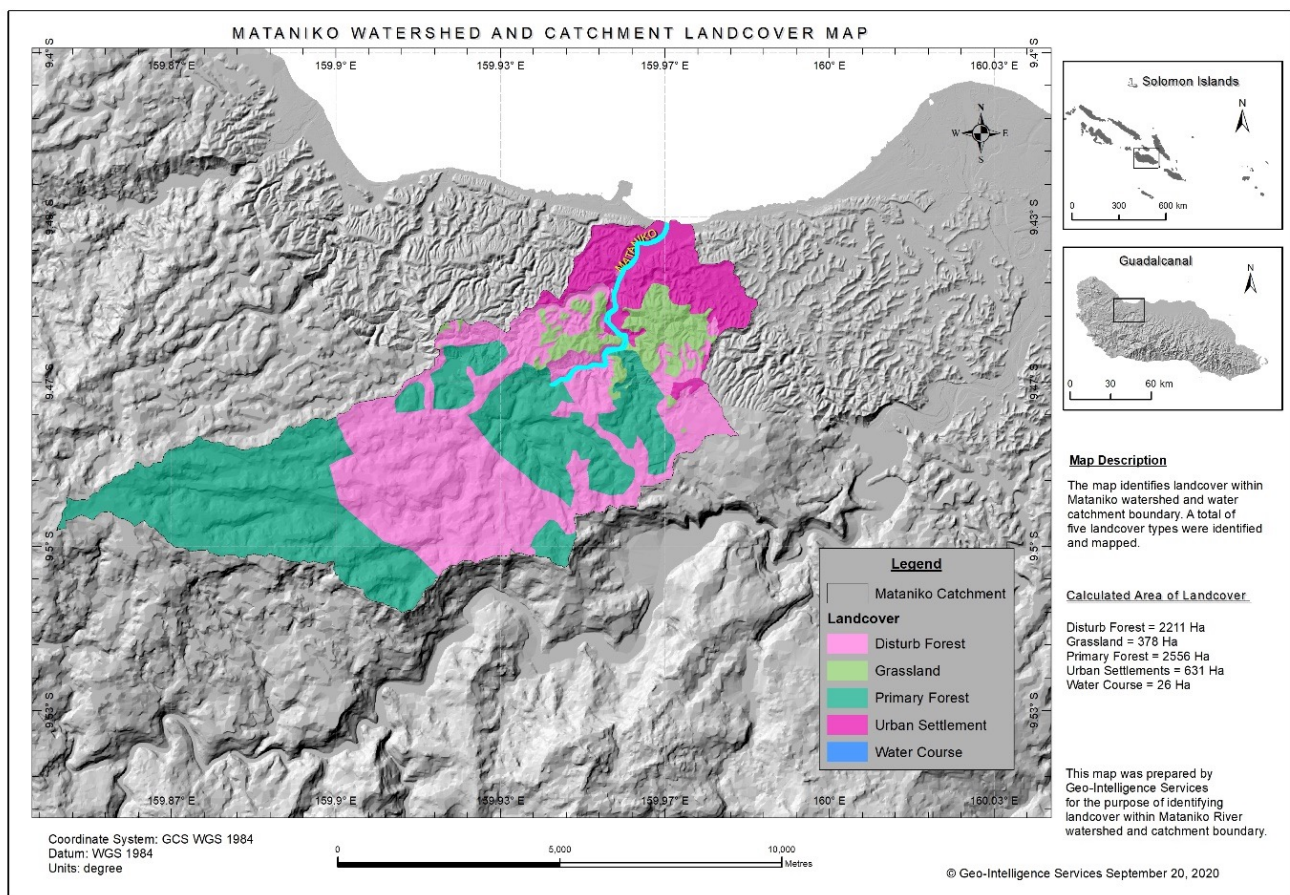 MATANIKO WATERSHED AND CATCHMENT LANDCOVER MAP
159.87° E
159.9° E
159.93° E
159.97° E
160° E
160.03° E
9.4° S
9.4° S
9.43° S
9.43° S
9.47° S
9.47° S
9.5° S
9.5° S
9.53° S
9.53° S
159.87° E
159.9° E
159.93° E
159.97° E
160° E
160.03° E
N
W
E
S
MATANIKO
Legend
Mataniko Catchment
Landcover
Disturb Forest
Grassland
Primary Forest
Urban Settlement
Water Course
Solomon Islands
N
0 300 600 km
Guadalcanal
N
0 30 60 km
Map Description
The map identifies landcover within
Mataniko watershed and water
catchment boundary. A total of
five landcover types were identified
and mapped.
Calculated Area of Landcover
Disturb Forest = 2211 Ha
Grassland = 378 Ha
Primary Forest = 2556 Ha
Urban Settlements = 631 Ha
Water Course = 26 Ha
This map was prepared by
Geo-Intelligence Services
for the purpose of identifying
landcover within Mataniko River
watershed and catchment boundary.
Coordinate System: GCS WGS 1984
Datum: WGS 1984
Units: degree
0 5,000 10,000
Metres
© Geo-Intelligence Services September 20, 2020